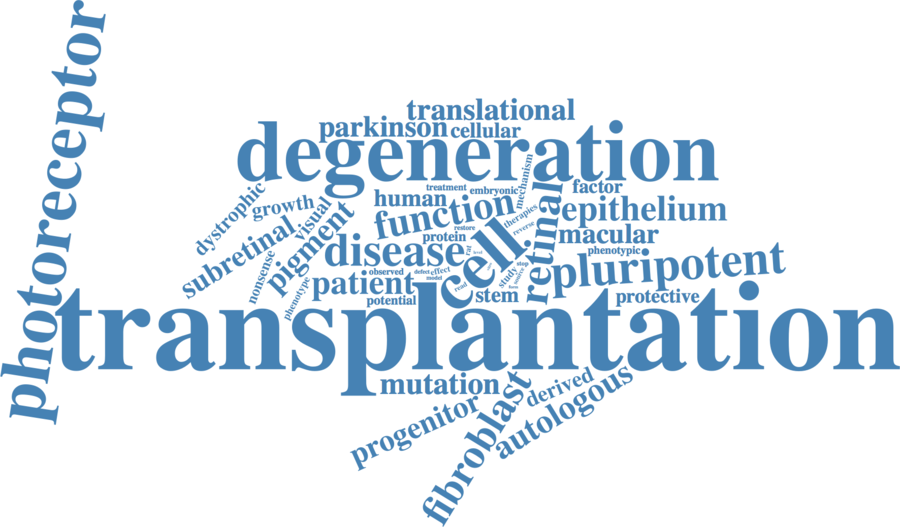 photoreceptor
translational
parkinson
cellular
degeneration
mechanism
treatment
embryonic
factor
dystrophic
growth
visual
human
function
therapies
retinal
epithelium
subretinal
pigment
restore
reverse
protein
macular
disease
cell
phenotypic
nonsense
phenotype
observed
defect
effect
model
patient
rat
read
study
stop
pluripotent
potential
stem
protective
transplantation
mutation
progenitor
fibroblast
derived
autologous